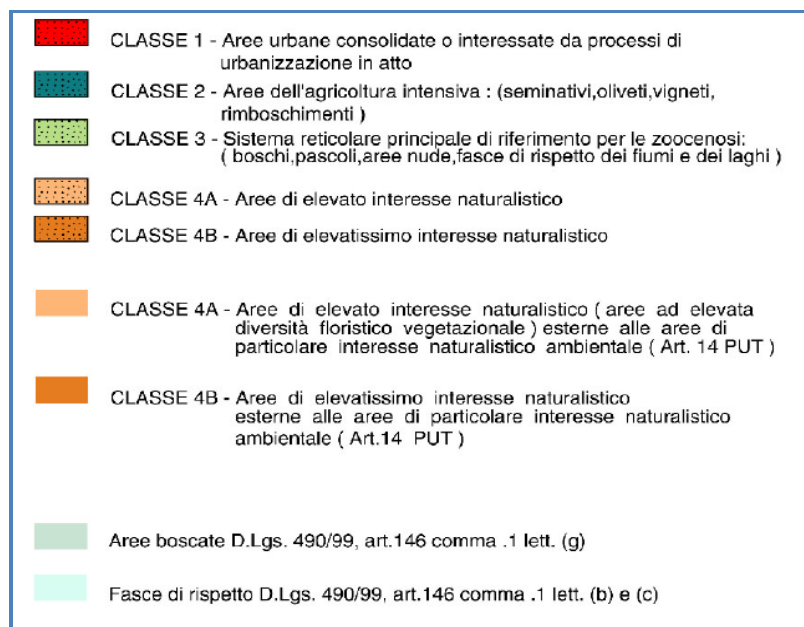 CLASSE 1 - Aree urbane consolidate o interessate da processi di
urbanizzazione in atto
CLASSE 2 - Aree dell'agricoltura intensiva : (seminativi,oliveti,vigneti,
rimboschimenti )
CLASSE 3 - Sistema reticolare principale di riferimento per le zoocenosi:
( boschi,pascoli,aree nude,fasce di rispetto dei fiumi e dei laghi )
CLASSE 4A - Aree di elevato interesse naturalistico
CLASSE 4B - Aree di elevatissimo interesse naturalistico
CLASSE 4A - Aree di elevato interesse naturalistico ( aree ad elevata
diversità floristico vegetazionale ) esterne alle aree di
particolare interesse naturalistico ambientale ( Art. 14 PUT )
CLASSE 4B - Aree di elevatissimo interesse naturalistico
esterne alle aree di particolare interesse naturalistico
ambientale ( Art.14 PUT )
Aree boscate D.Lgs. 490/99, art.146 comma .1 lett. (g)
Fasce di rispetto D.Lgs. 490/99, art.146 comma .1 lett. (b) e (c)